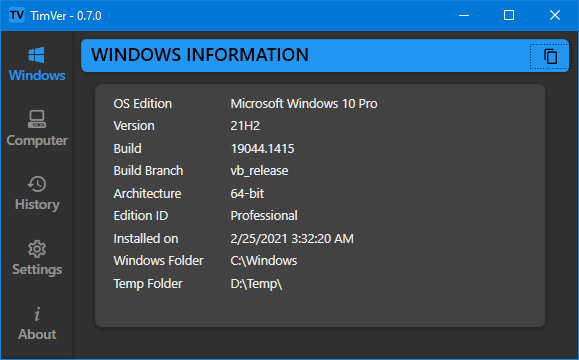 TV TimVer - 0.7.0
Windows
Computer
History
Settings
About
WINDOWS INFORMATION
OS Edition Microsoft Windows 10 Pro
Version 21H2
Build 19044.1415
Build Branch vb_release
Architecture 64-bit
Edition ID Professional
Installed on 2/25/2021 3:32:20 AM
Windows Folder C:\Windows
Temp Folder D:\Temp\